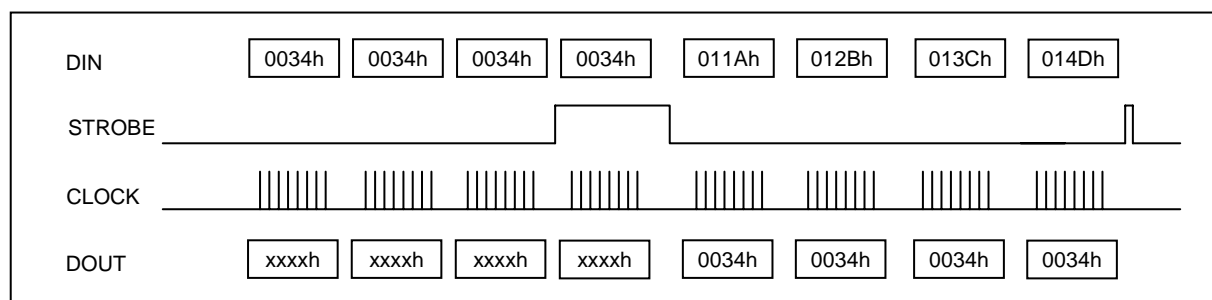 DIN 0034h 0034h 0034h 0034h 011Ah 012Bh 013Ch 014Dh
STROBE
CLOCK
DOUT xxxxh xxxxh xxxxh xxxxh 0034h 0034h 0034h 0034h